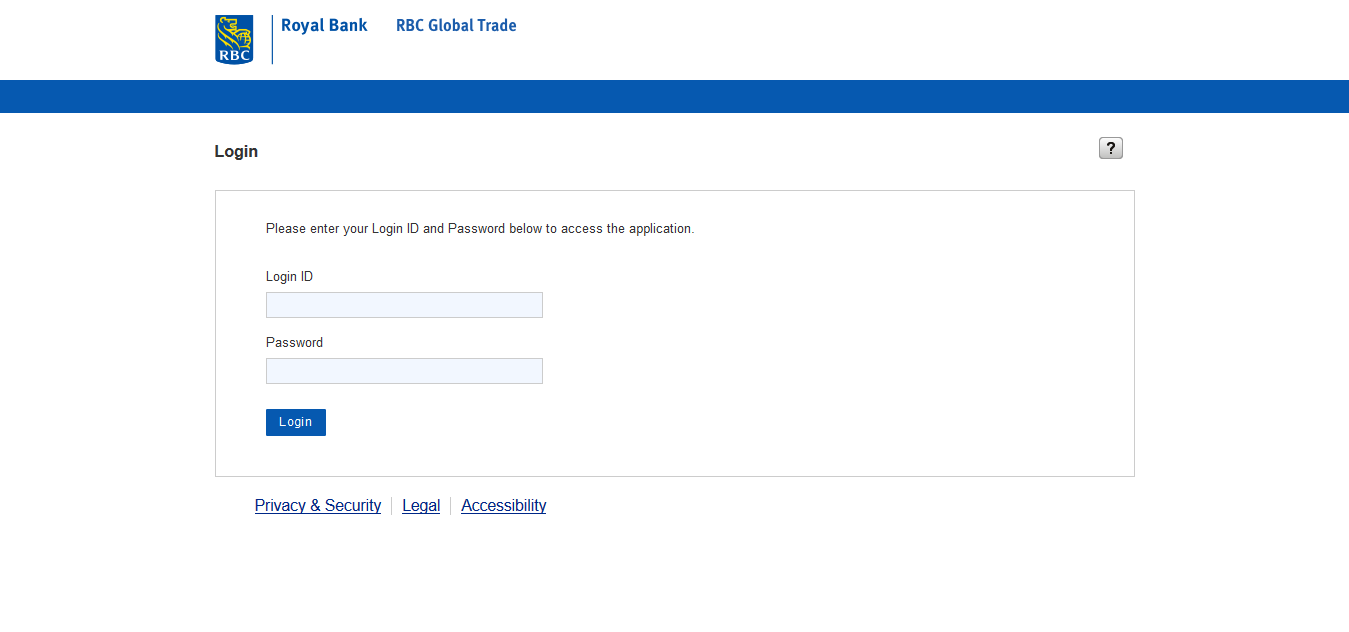 RBC
Royal Bank RBC Global Trade
Login
?
Please enter your Login ID and Password below to access the application.
Login ID
Password
Login
Privacy & Security Legal Accessibility